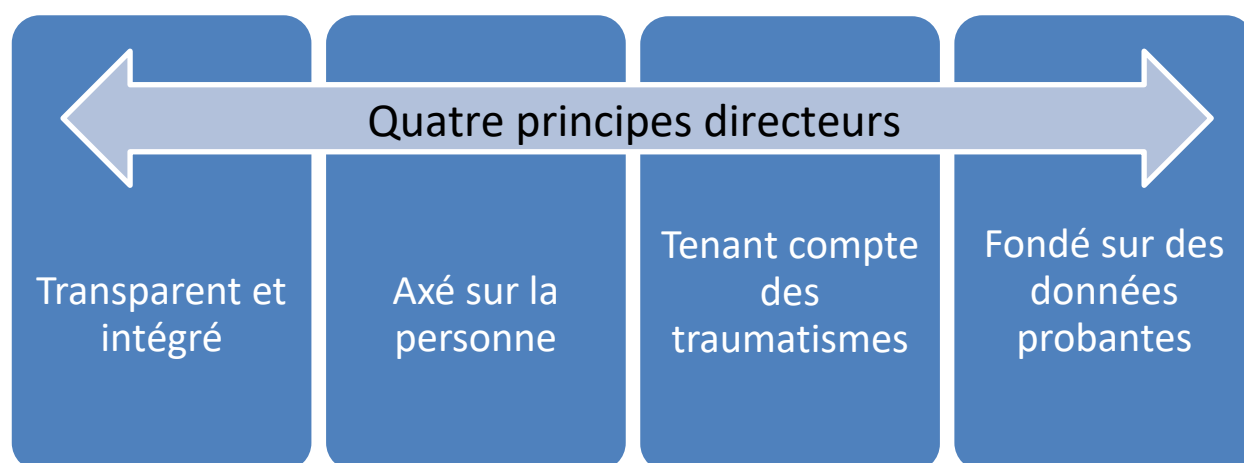 Quatre principes directeurs
Transparent et
intégré
Axé sur la
personne
Tenant compte
des
traumatismes
Fondé sur des
données
probantes